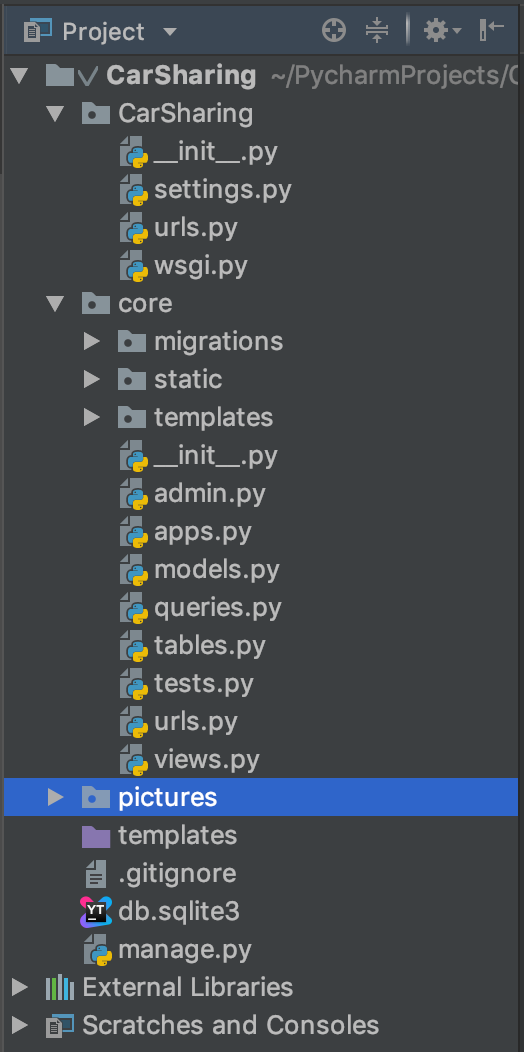 Project
CarSharing ~/PycharmProjects/
CarSharing
__init__.py
settings.py
urls.py
wsgi.py
core
migrations
static
templates
__init__.py
admin.py
apps.py
models.py
queries.py
tables.py
tests.py
urls.py
views.py
pictures
templates
.gitignore
YT db.sqlite3
manage.py
External Libraries
Scratches and Consoles